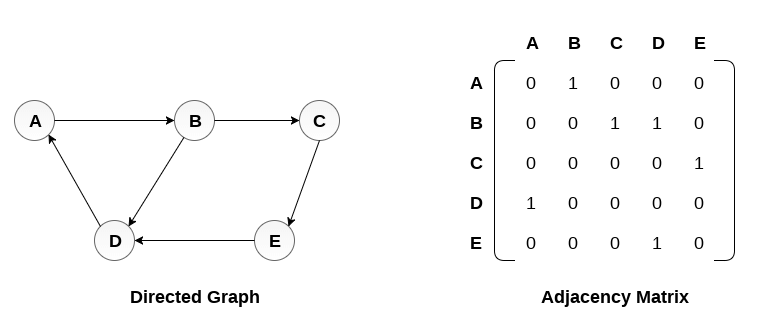 A B C
D E
Directed Graph
A B C D E
A 0 1 0 0 0
B 0 0 1 1 0
C 0 0 0 0 1
D 1 0 0 0 0
E 0 0 0 1 0
Adjacency Matrix